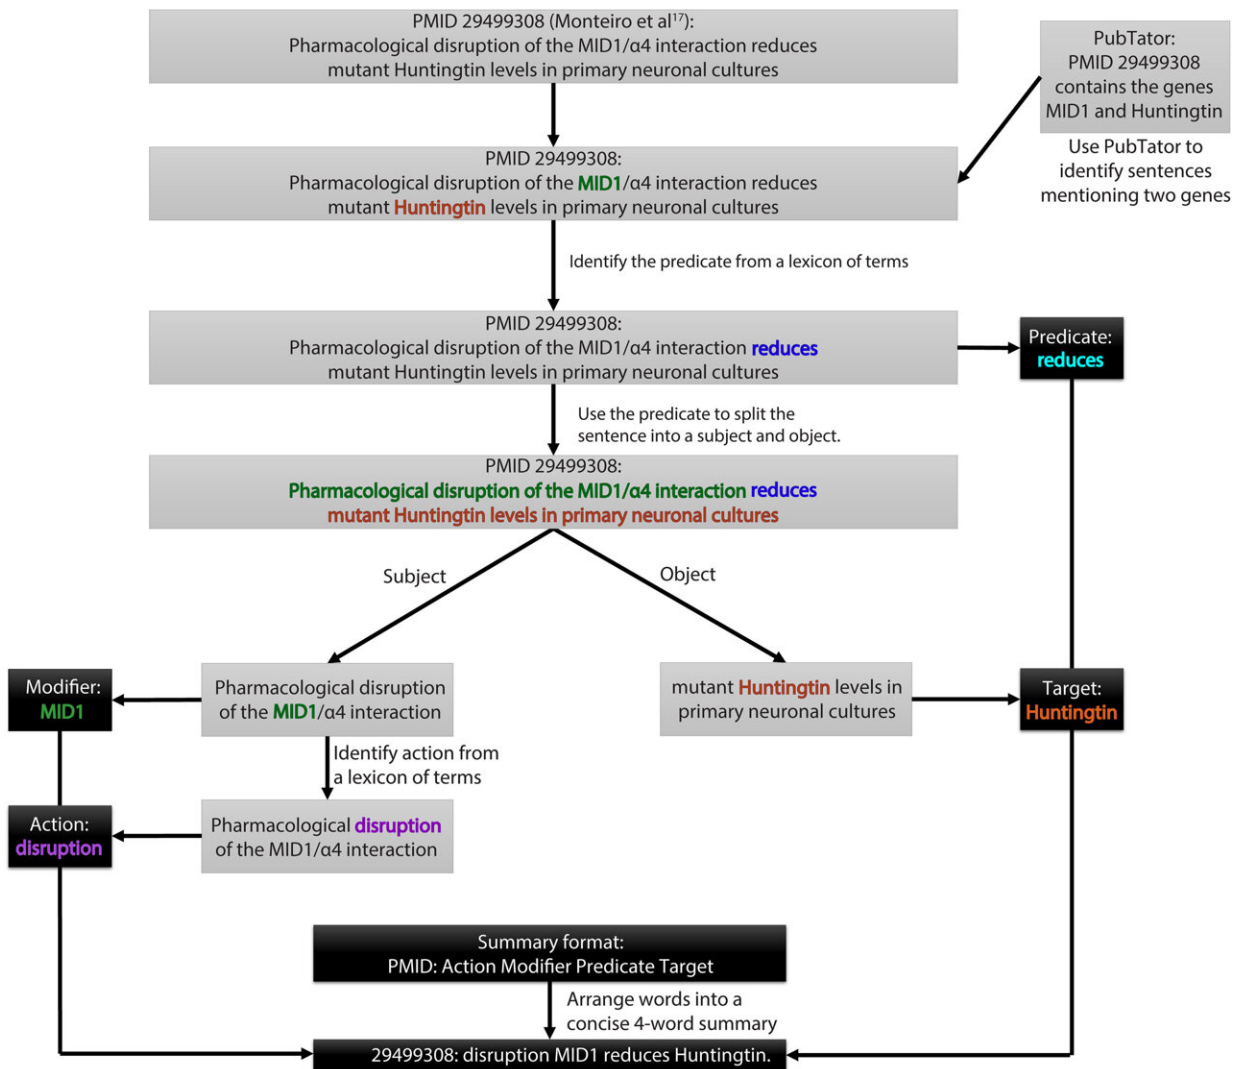 PMID 29499308 (Monteiro et al¹⁷):
Pharmacological disruption of the MID1/α4 interaction reduces
mutant Huntingtin levels in primary neuronal cultures
PubTator:
PMID 29499308
contains the genes
MID1 and Huntingtin
Use PubTator to
identify sentences
mentioning two genes
PMID 29499308:
Pharmacological disruption of the MID1/α4 interaction reduces
mutant Huntingtin levels in primary neuronal cultures
Identify the predicate from a lexicon of terms
PMID 29499308:
Pharmacological disruption of the MID1/α4 interaction reduces
mutant Huntingtin levels in primary neuronal cultures
Predicate:
reduces
Use the predicate to split the
sentence into a subject and object.
PMID 29499308:
Pharmacological disruption of the MID1/α4 interaction reduces
mutant Huntingtin levels in primary neuronal cultures
Subject
Object
Modifier:
MID1
Pharmacological disruption
of the MID1/α4 interaction
mutant Huntingtin levels in
primary neuronal cultures
Target:
Huntingtin
Identify action from
a lexicon of terms
Action:
disruption
Pharmacological disruption
of the MID1/α4 interaction
Summary format:
PMID: Action Modifier Predicate Target
Arrange words into a
concise 4-word summary
29499308: disruption MID1 reduces Huntingtin.